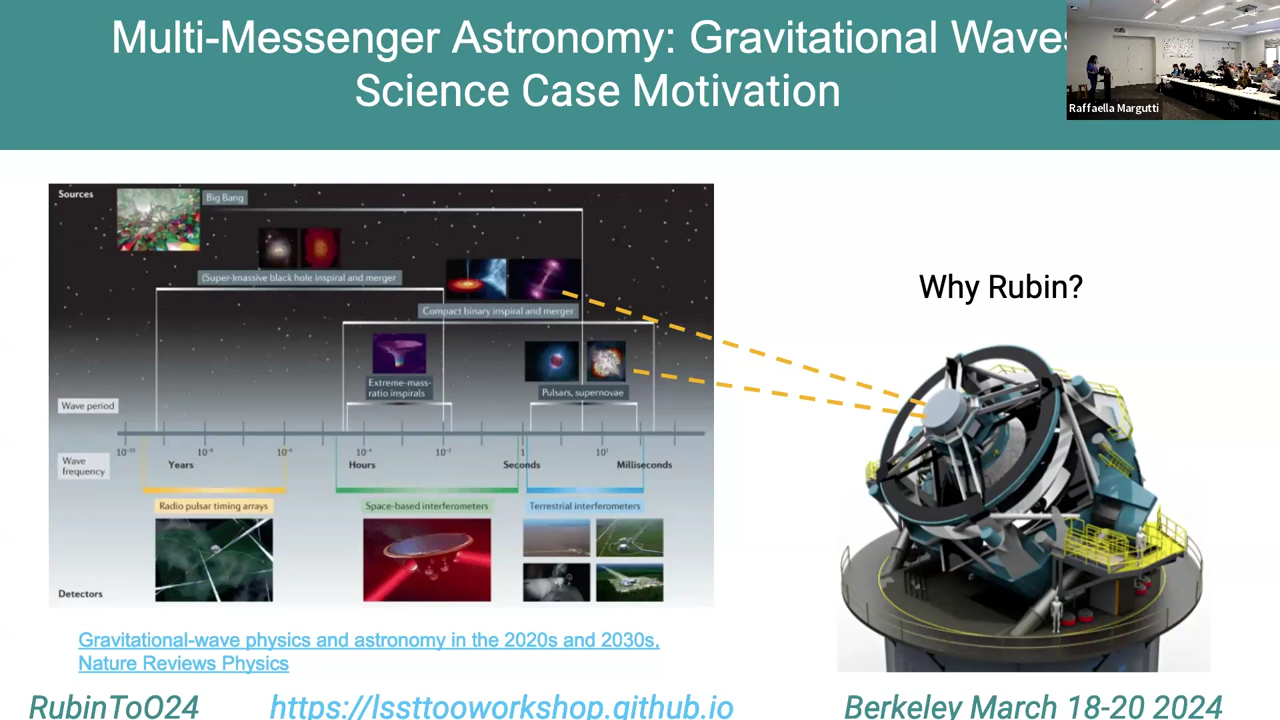 Multi-Messenger Astronomy: Gravitational Waves
Science Case Motivation
Raffaella Margutti
Sources
Big Bang
(Super-)massive black hole inspiral and merger
Compact binary inspiral and merger
Extreme-mass-
ratio inspirals
Pulsars, supernovae
Wave period
Wave
frequency
10⁻¹⁰ 10⁻⁸ 10⁻⁶ 10⁻⁴ 10⁻² 1 10²
Years Hours Seconds Milliseconds
Radio pulsar timing arrays
Space-based interferometers
Terrestrial interferometers
Detectors
Why Rubin?
Gravitational-wave physics and astronomy in the 2020s and 2030s,
Nature Reviews Physics
RubinToO24 https://lssttooworkshop.github.io Berkeley March 18-20 2024